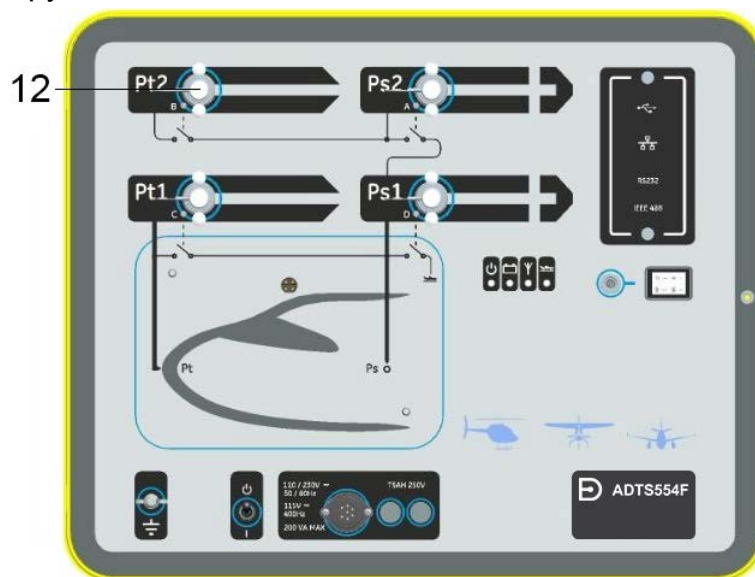 12
Pt2
B
Ps2
A
Pt1
C
Ps1
D
RS232
IEEE 488
Pt
Ps
110 / 230V ~
50 / 60Hz
115V ~
400Hz
200 VA MAX
T5AH 250V
ADTS554F